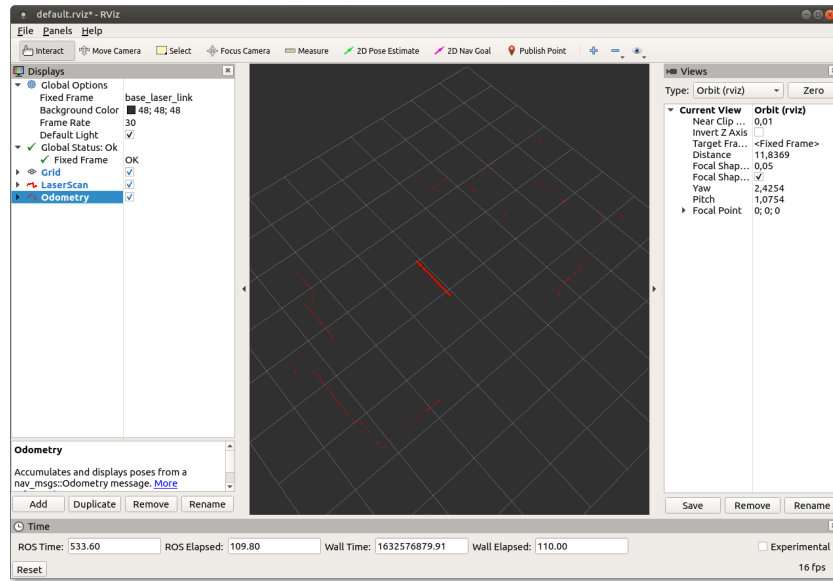 default.rviz* - RViz
File Panels Help
Interact Move Camera Select Focus Camera Measure 2D Pose Estimate 2D Nav Goal Publish Point
Displays
Global Options
Fixed Frame base_laser_link
Background Color 48; 48; 48
Frame Rate 30
Default Light
Global Status: Ok
Fixed Frame OK
Grid
LaserScan
Odometry
Odometry
Accumulates and displays poses from a
nav_msgs::Odometry message. More
Add Duplicate Remove Rename
Views
Type: Orbit (rviz) Zero
Current View Orbit (rviz)
Near Clip ... 0,01
Invert Z Axis
Target Fra... <Fixed Frame>
Distance 11,8369
Focal Shap... 0,05
Focal Shap...
Yaw 2,4254
Pitch 1,0754
Focal Point 0; 0; 0
Save Remove Rename
Time
ROS Time: 533.60 ROS Elapsed: 109.80 Wall Time: 1632576879.91 Wall Elapsed: 110.00 Experimental
Reset 16 fps